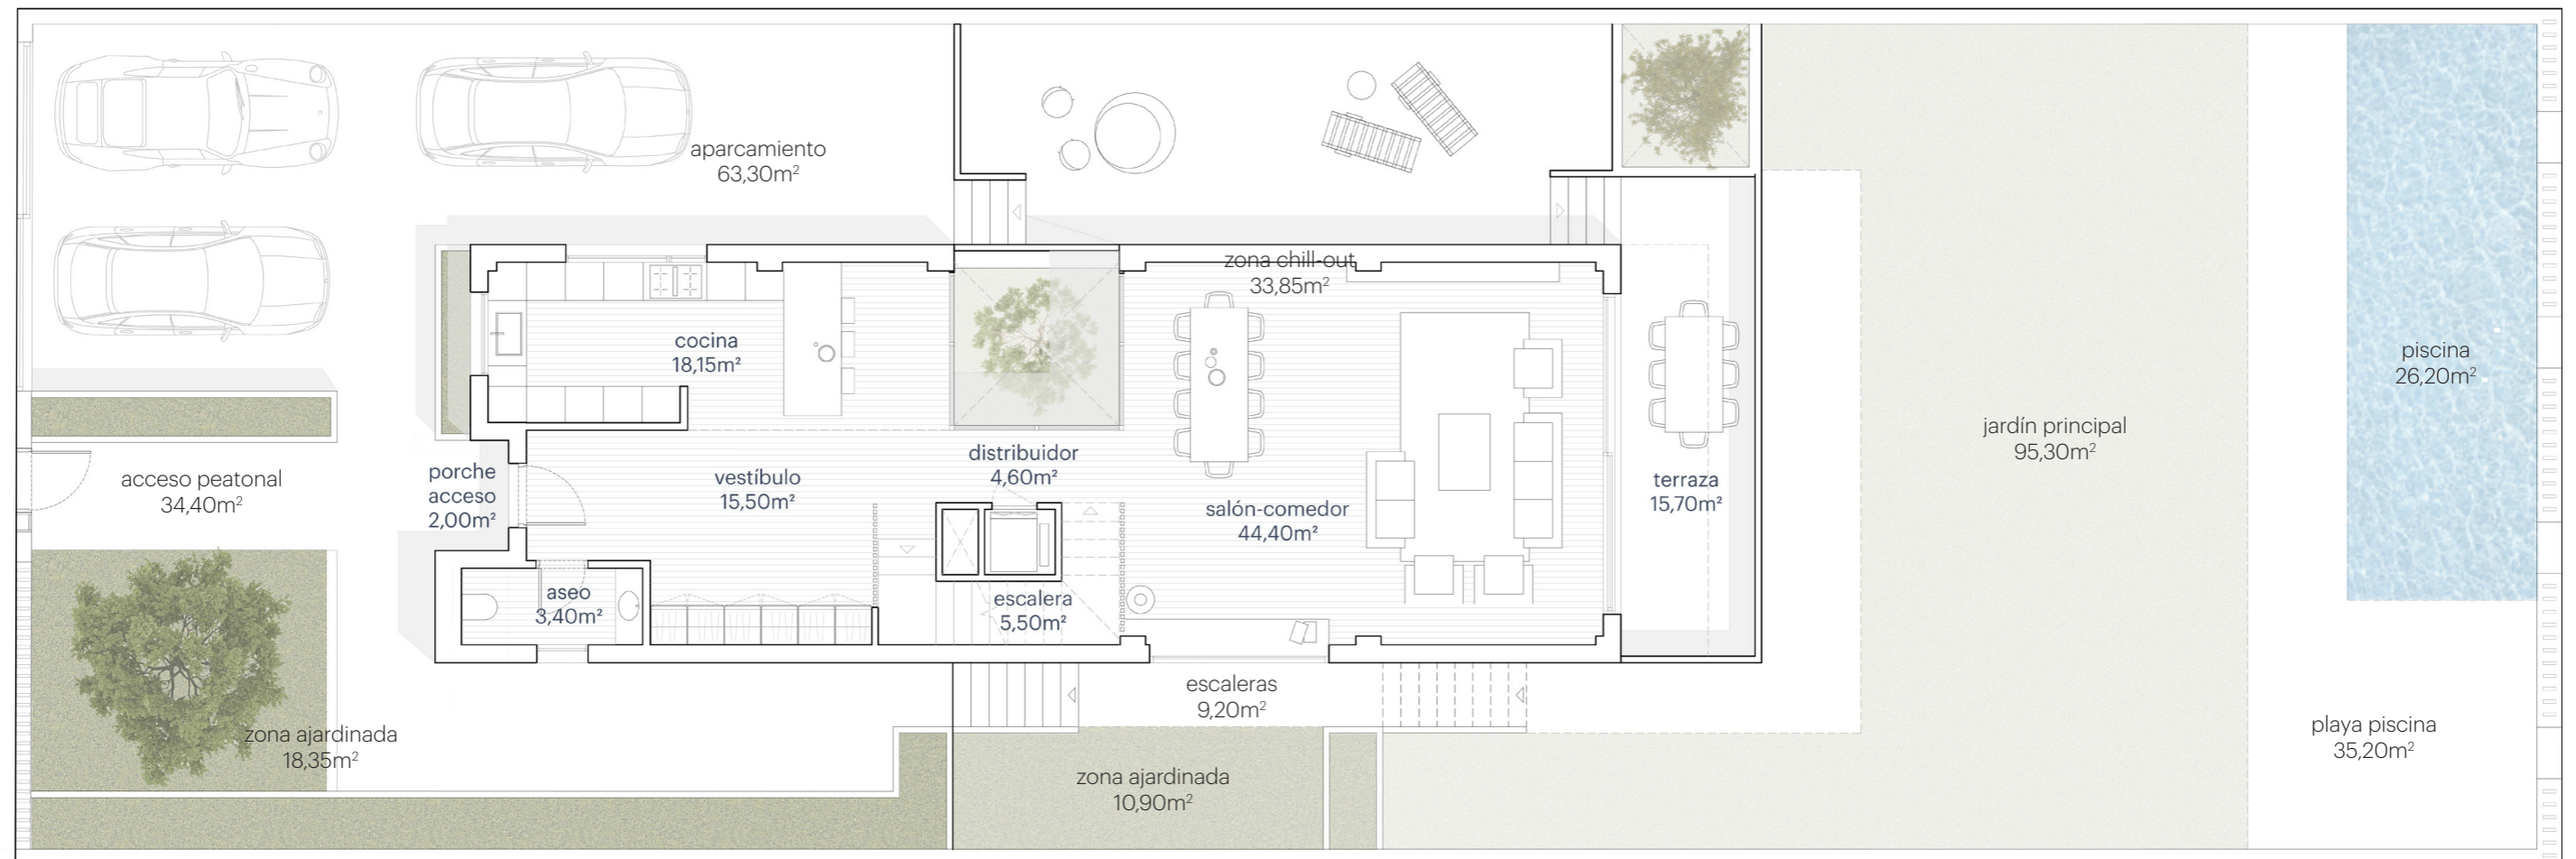 aparcamiento
63,30m²
zona chill-out
33,85m²
cocina
18,15m²
piscina
26,20m²
jardín principal
95,30m²
acceso peatonal
34,40m²
porche
acceso
2,00m²
vestíbulo
15,50m²
distribuidor
4,60m²
salón-comedor
44,40m²
terraza
15,70m²
aseo
3,40m²
escalera
5,50m²
escaleras
9,20m²
zona ajardinada
18,35m²
zona ajardinada
10,90m²
playa piscina
35,20m²